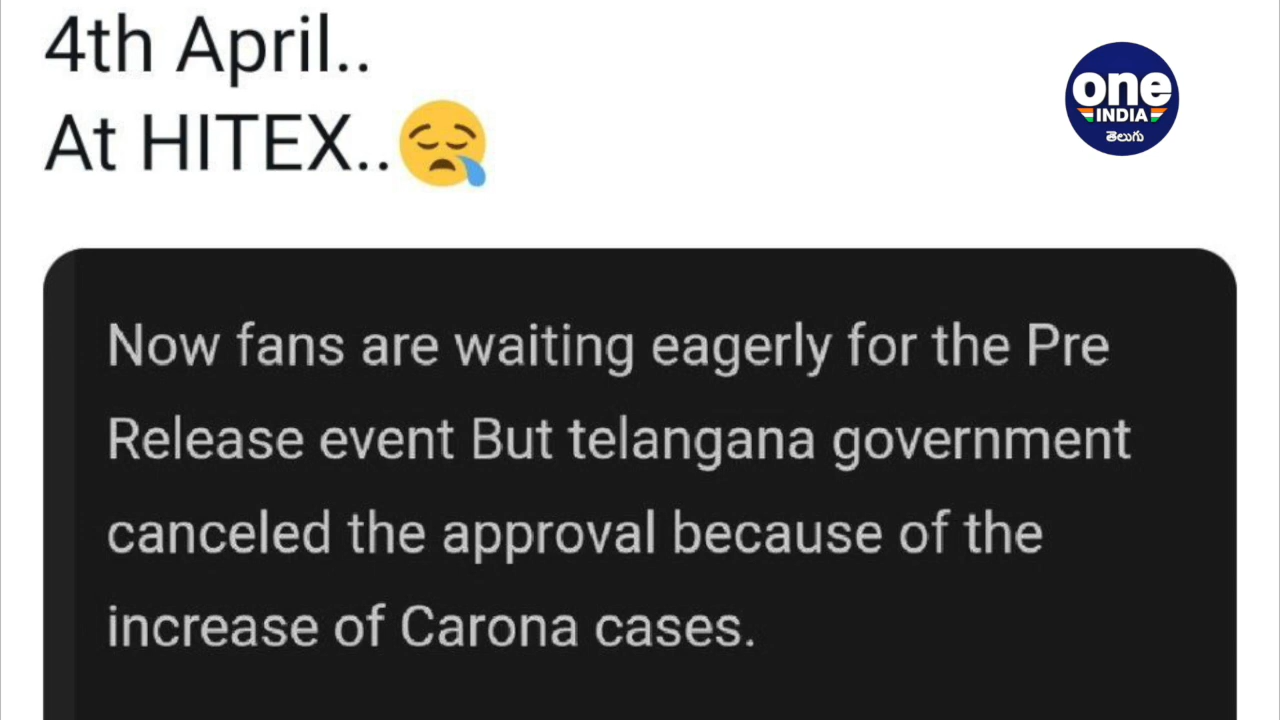 4th April..
At HITEX..😪
one
INDIA
తెలుగు
Now fans are waiting eagerly for the Pre
Release event But telangana government
canceled the approval because of the
increase of Carona cases.